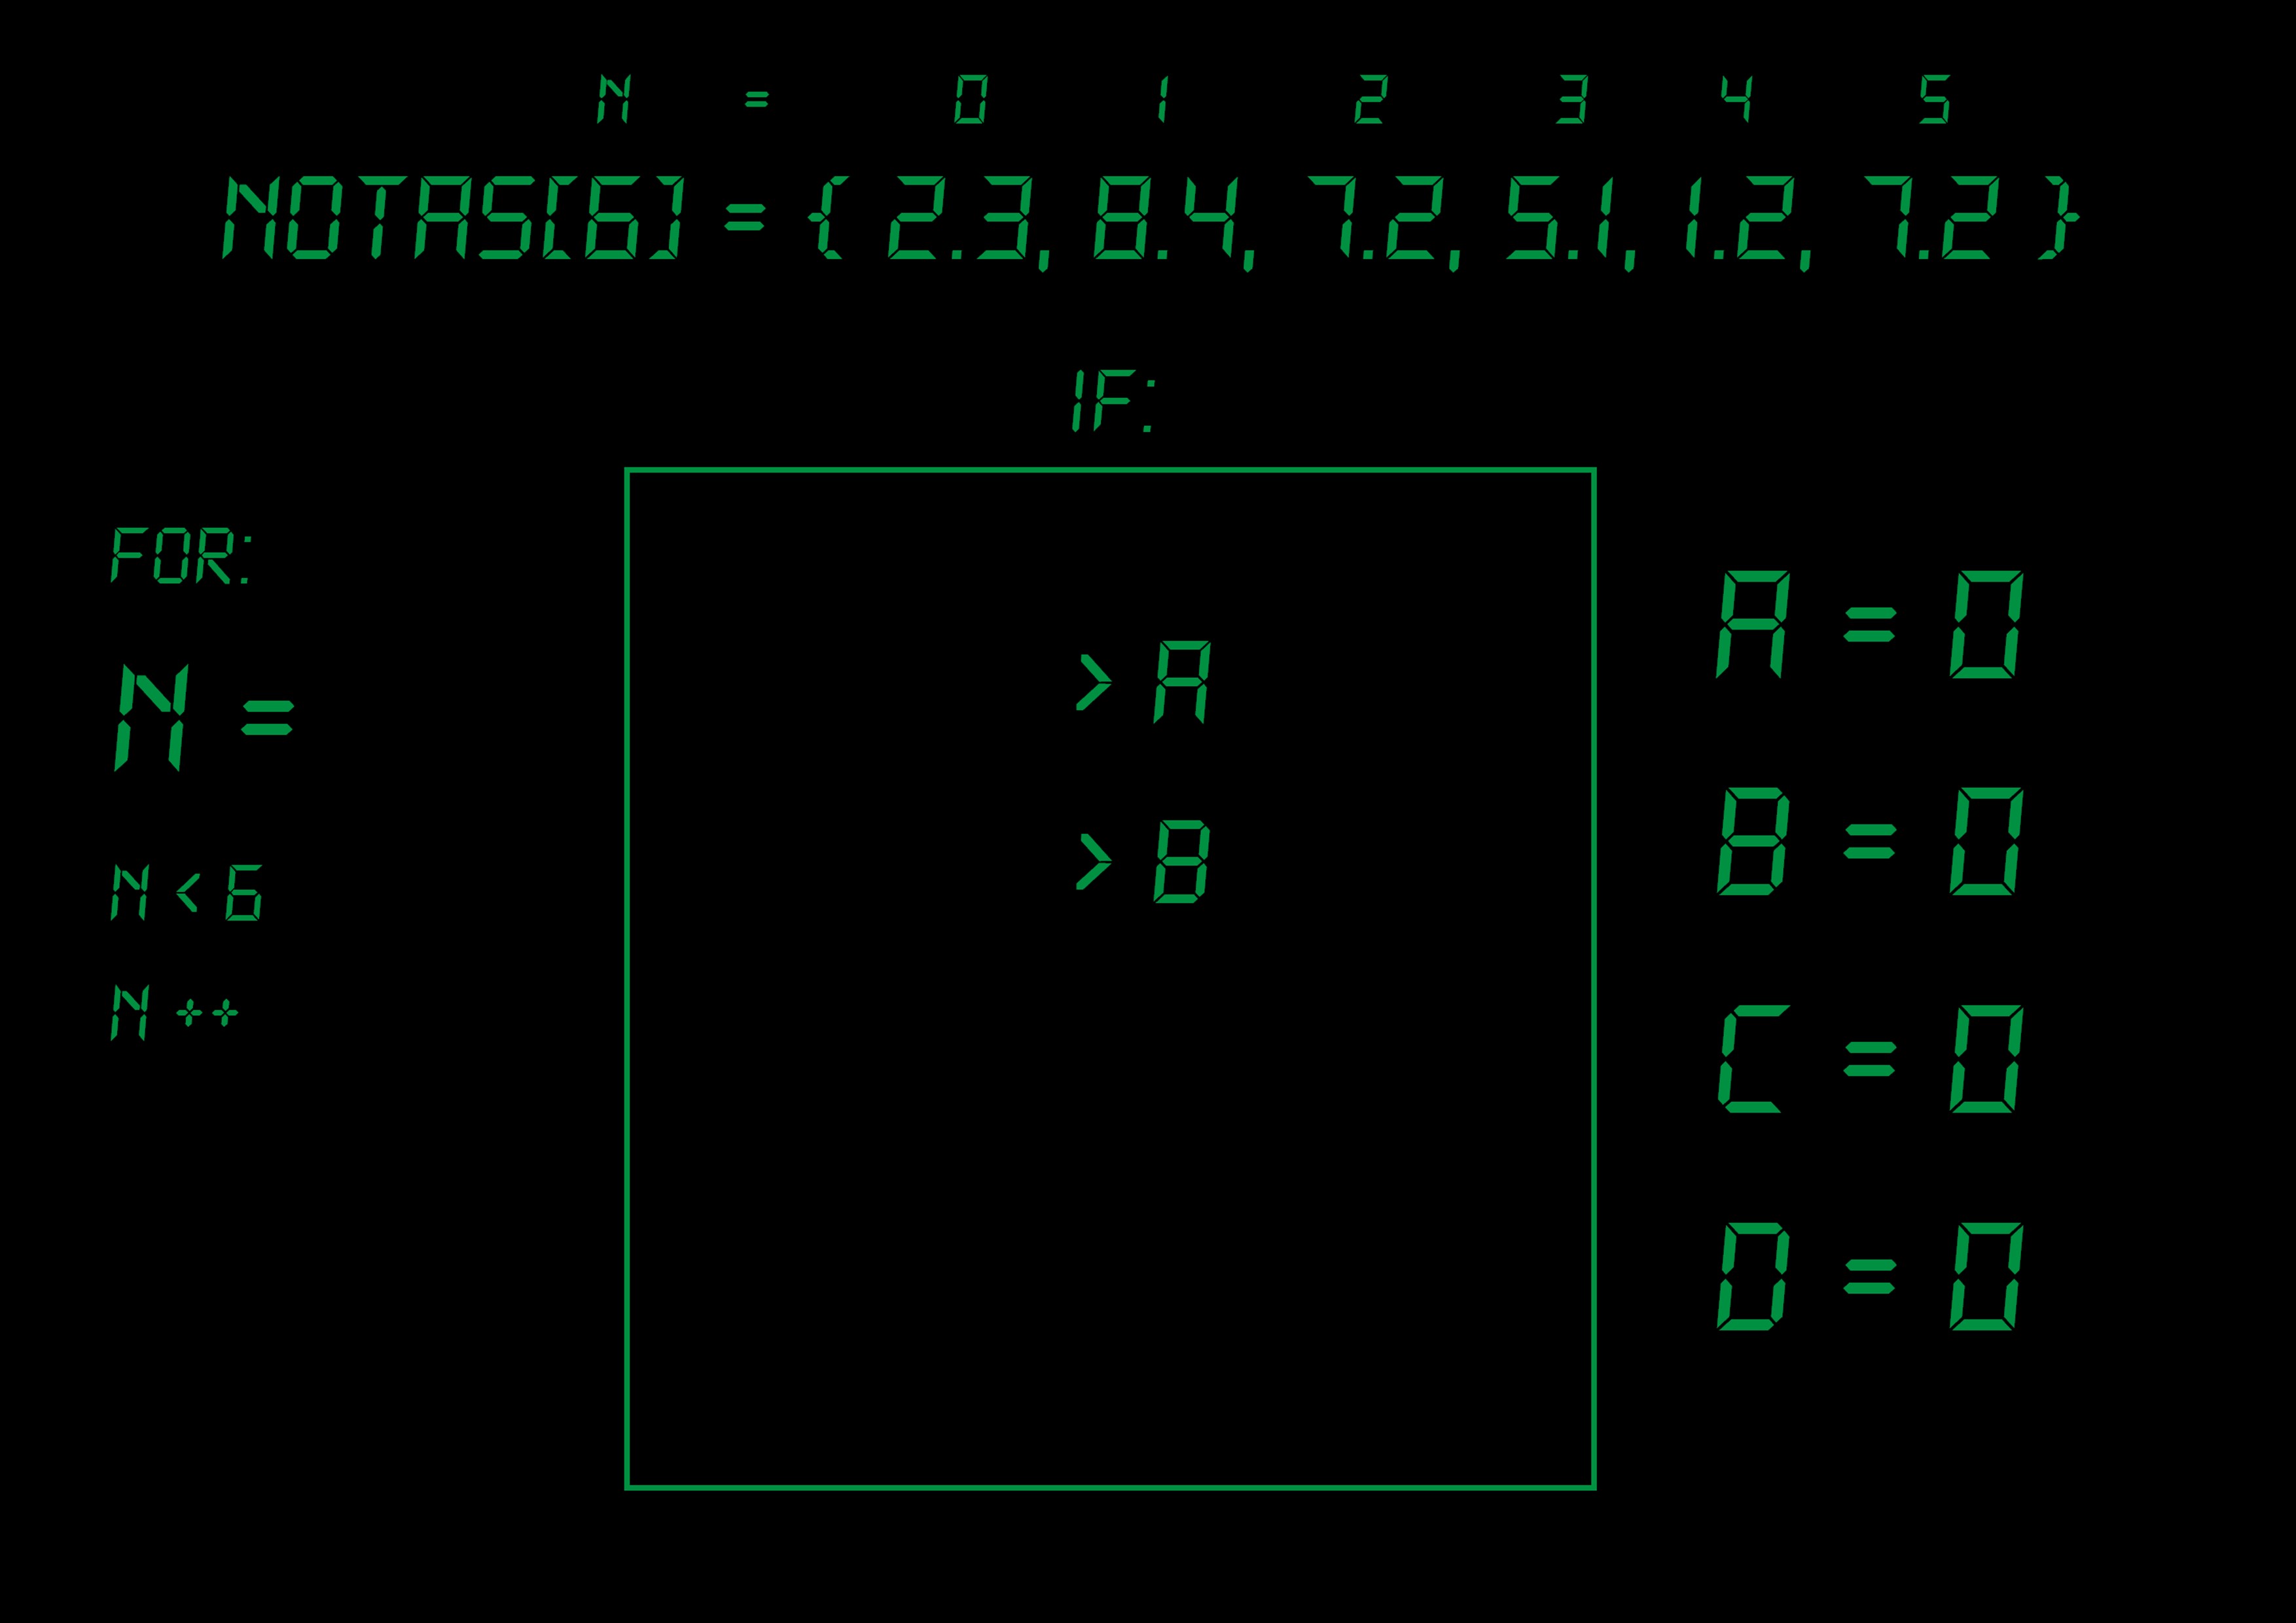 N = 0 1 2 3 4 5
NOTAS[6] = { 2.3, 8.4, 7.2, 5.1, 1.2, 7.2 }
IF:
FOR:
N =
N < 6
N ++
> A
> B
A = 0
B = 0
C = 0
D = 0